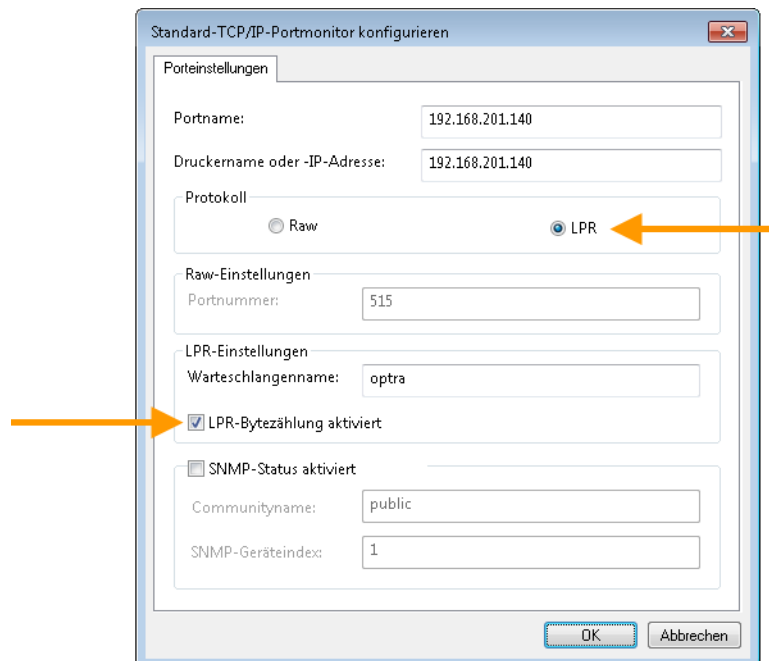 Standard-TCP/IP-Portmonitor konfigurieren
Porteinstellungen
Portname: 192.168.201.140
Druckername oder -IP-Adresse: 192.168.201.140
Protokoll
Raw LPR
Raw-Einstellungen
Portnummer: 515
LPR-Einstellungen
Warteschlangenname: optra
LPR-Bytezählung aktiviert
SNMP-Status aktiviert
Communityname: public
SNMP-Geräteindex: 1
OK Abbrechen